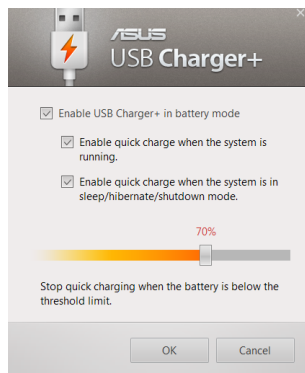 ASUS
USB Charger+
Enable USB Charger+ in battery mode
Enable quick charge when the system is
running.
Enable quick charge when the system is in
sleep/hibernate/shutdown mode.
70%
Stop quick charging when the battery is below the
threshold limit.
OK
Cancel